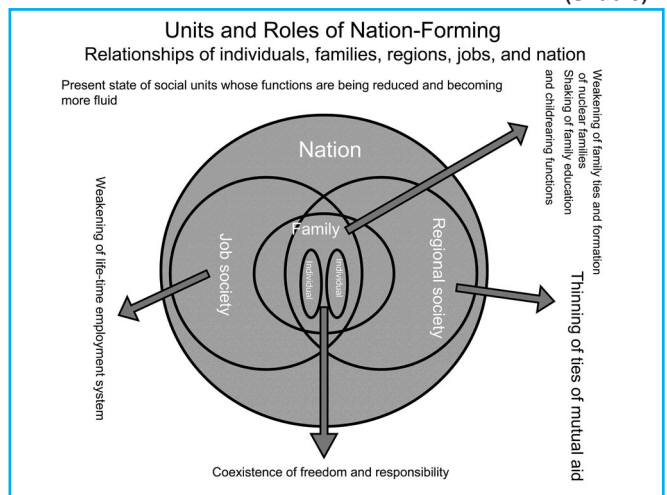 Units and Roles of Nation-Forming
Relationships of individuals, families, regions, jobs, and nation
Present state of social units whose functions are being reduced and becoming
more fluid
Weakening of family ties and formation
of nuclear families
Shaking of family education
and childrearing functions
Nation
Family
Job society
Individual
Individual
Regional society
Weakening of life-time employment system
Thinning of ties of mutual aid
Coexistence of freedom and responsibility